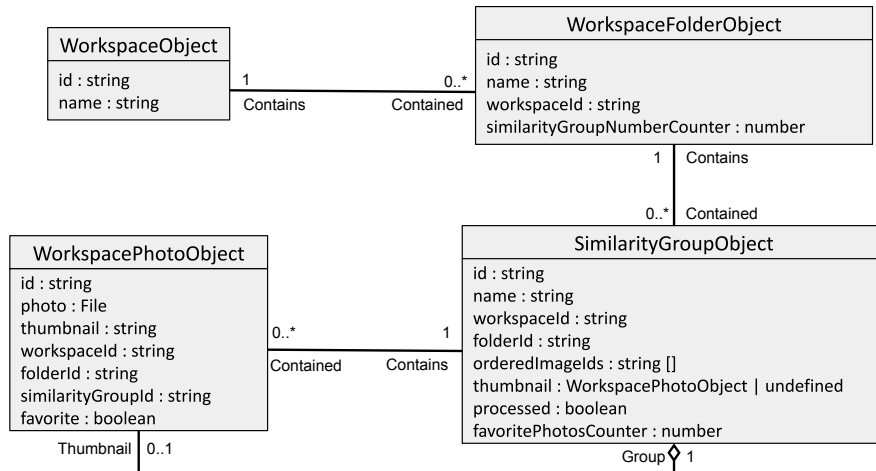 WorkspaceObject
id : string
name : string
WorkspaceFolderObject
id : string
name : string
workspaceId : string
similarityGroupNumberCounter : number
1
0..*
Contains
Contained
1
Contains
0..*
Contained
WorkspacePhotoObject
id : string
photo : File
thumbnail : string
workspaceId : string
folderId : string
similarityGroupId : string
favorite : boolean
0..*
1
Contained
Contains
SimilarityGroupObject
id : string
name : string
workspaceId : string
folderId : string
orderedImageIds : string []
thumbnail : WorkspacePhotoObject | undefined
processed : boolean
favoritePhotosCounter : number
Thumbnail
0..1
Group
1